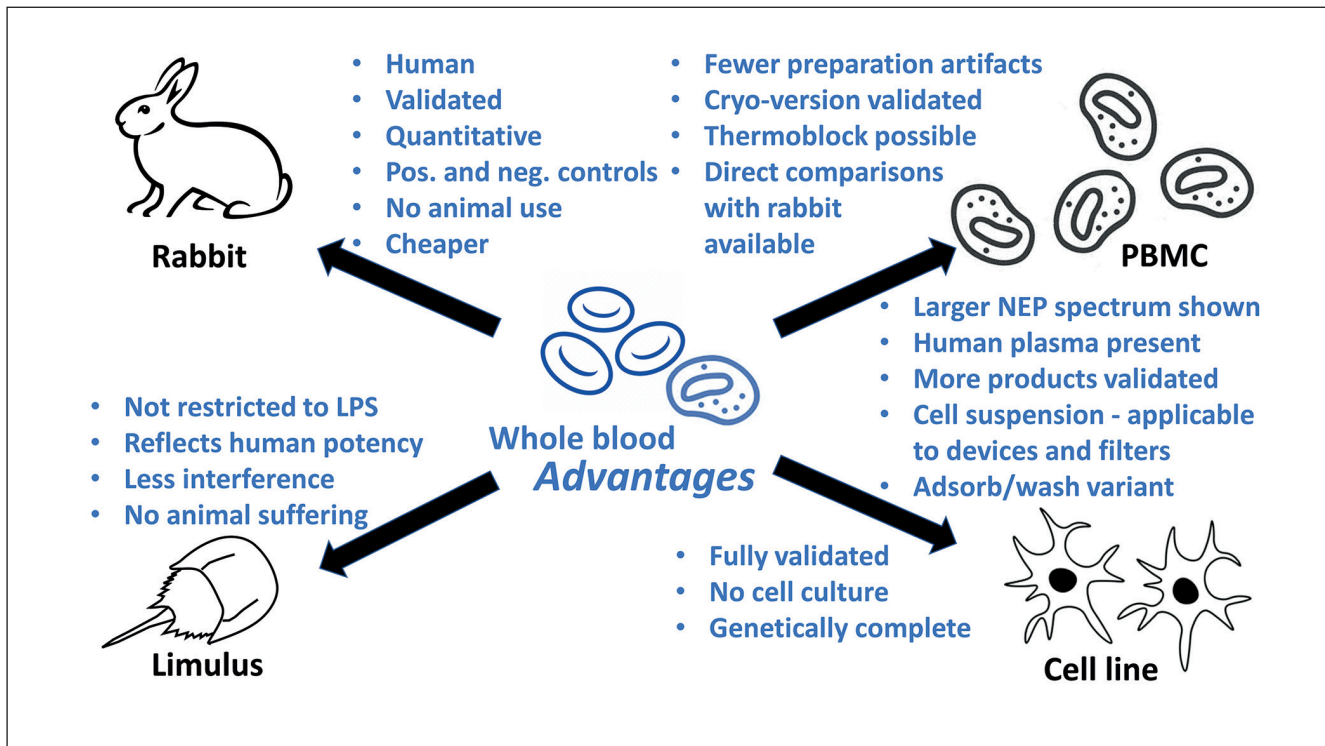 • Human
• Validated
• Quantitative
• Pos. and neg. controls
• No animal use
• Cheaper
Rabbit
• Fewer preparation artifacts
• Cryo-version validated
• Thermoblock possible
• Direct comparisons
with rabbit
available
PBMC
• Larger NEP spectrum shown
• Human plasma present
• More products validated
• Cell suspension - applicable
to devices and filters
• Adsorb/wash variant
Whole blood
Advantages
• Not restricted to LPS
• Reflects human potency
• Less interference
• No animal suffering
Limulus
• Fully validated
• No cell culture
• Genetically complete
Cell line